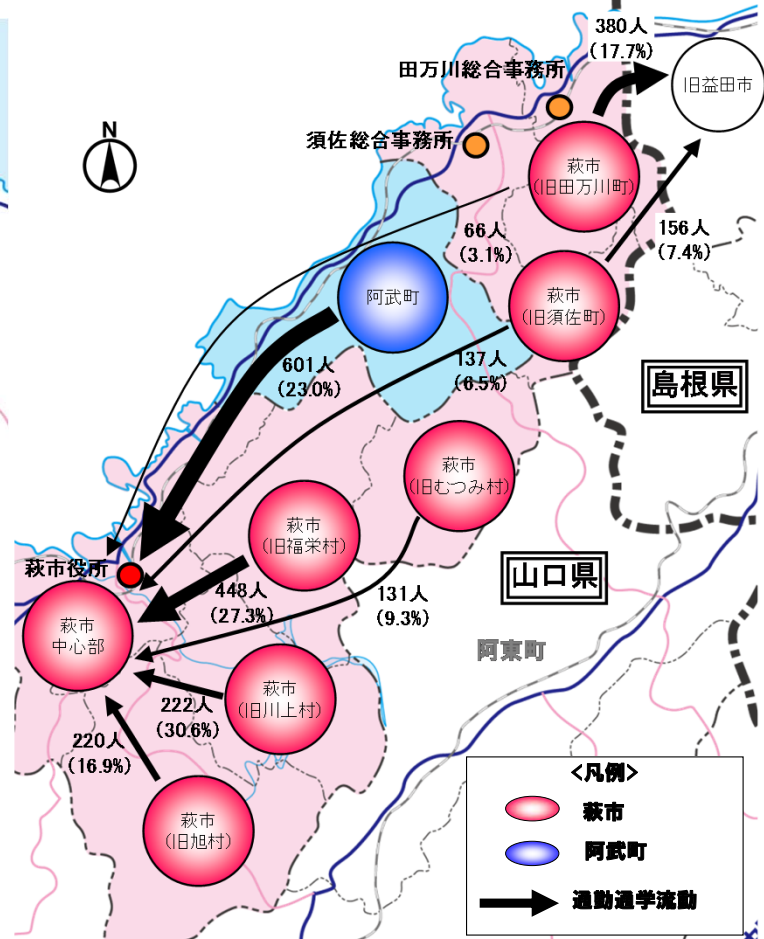 380人
(17.7%)
田万川総合事務所
旧益田市
N
須佐総合事務所
萩市
(旧田万川町)
66人
(3.1%)
156人
(7.4%)
阿武町
萩市
(旧須佐町)
601人
(23.0%)
137人
(6.5%)
島根県
萩市
(旧むつみ村)
萩市
(旧福栄村)
萩市役所
448人
(27.3%)
131人
(9.3%)
山口県
萩市
中心部
阿東町
萩市
(旧川上村)
222人
(30.6%)
220人
(16.9%)
萩市
(旧旭村)
<凡例>
萩市
阿武町
通勤通学流動